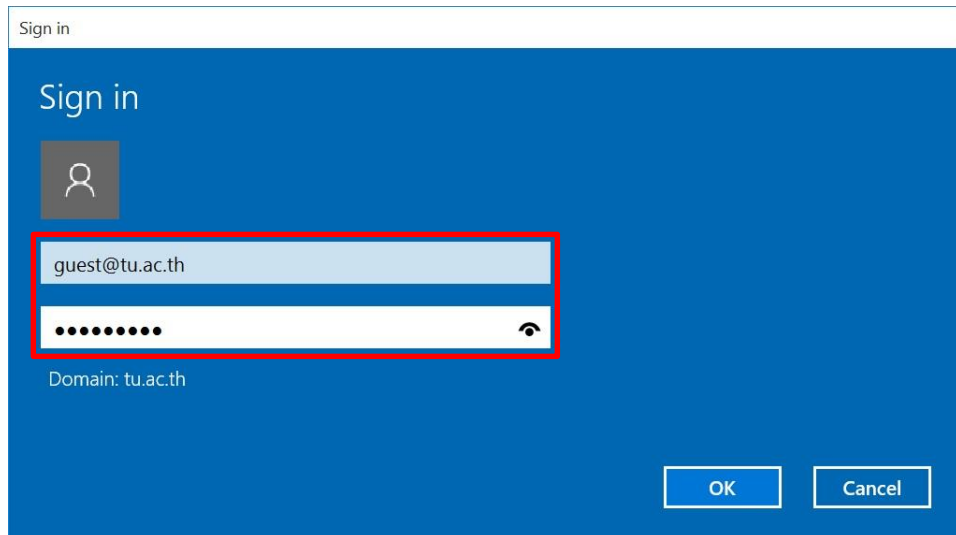 Sign in
Sign in
guest@tu.ac.th
•••••••••
Domain: tu.ac.th
OK Cancel